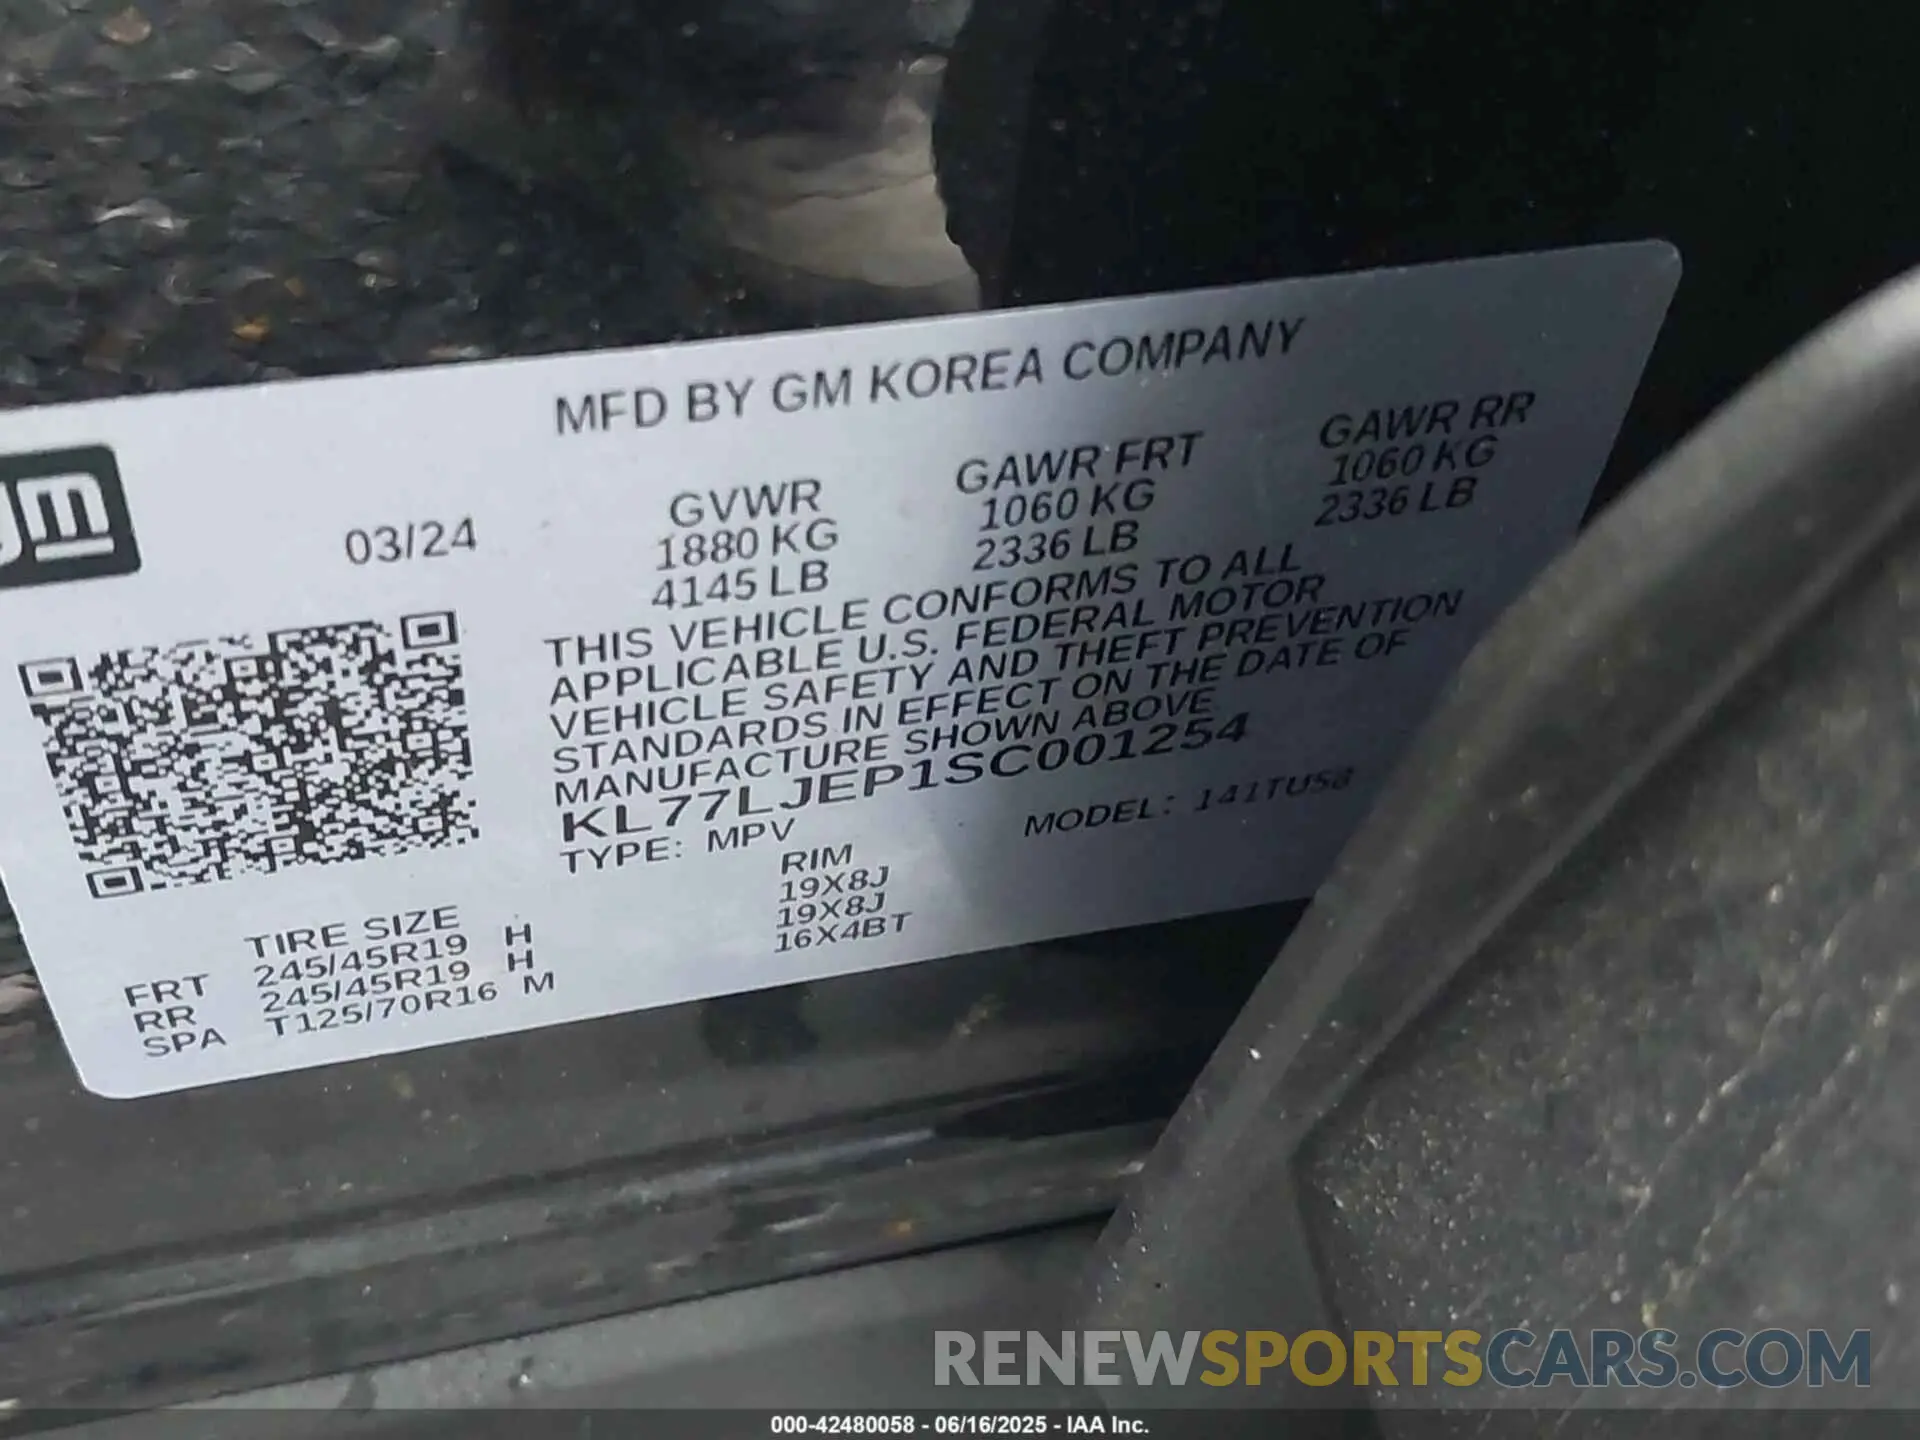 MFD BY GM KOREA COMPANY
gm
03/24
GVWR
1880 KG
4145 LB
GAWR FRT
1060 KG
2336 LB
GAWR RR
1060 KG
2336 LB
THIS VEHICLE CONFORMS TO ALL
APPLICABLE U.S. FEDERAL MOTOR
VEHICLE SAFETY AND THEFT PREVENTION
STANDARDS IN EFFECT ON THE DATE OF
MANUFACTURE SHOWN ABOVE
KL77LJEP1SC001254
TYPE: MPV
MODEL: 141TU58
TIRE SIZE
RIM
FRT 245/45R19 H 19X8J
RR 245/45R19 H 19X8J
SPA T125/70R16 M 16X4BT
RENEWSPORTSCARS.COM
000-42480058 - 06/16/2025 - IAA Inc.